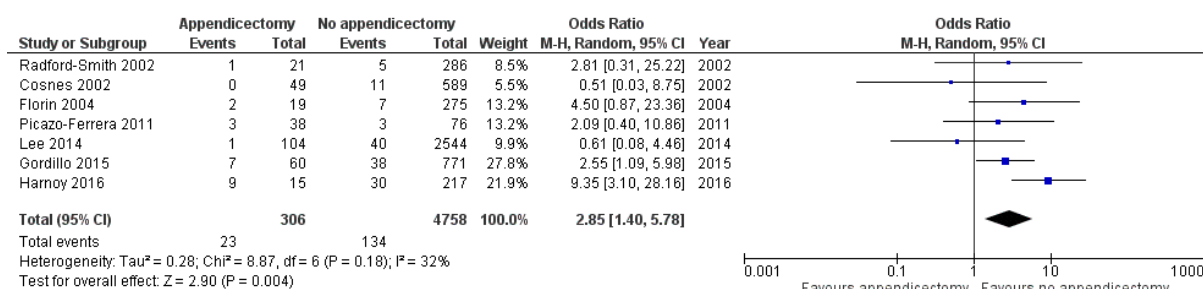 Appendicectomy No appendicectomy Odds Ratio Odds Ratio
Study or Subgroup Events Total Events Total Weight M-H, Random, 95% CI Year M-H, Random, 95% CI
Radford-Smith 2002 1 21 5 286 8.5% 2.81 [0.31, 25.22] 2002
Cosnes 2002 0 49 11 589 5.5% 0.51 [0.03, 8.75] 2002
Florin 2004 2 19 7 275 13.2% 4.50 [0.87, 23.36] 2004
Picazo-Ferrera 2011 3 38 3 76 13.2% 2.09 [0.40, 10.86] 2011
Lee 2014 1 104 40 2544 9.9% 0.61 [0.08, 4.46] 2014
Gordillo 2015 7 60 38 771 27.8% 2.55 [1.09, 5.98] 2015
Harnoy 2016 9 15 30 217 21.9% 9.35 [3.10, 28.16] 2016
Total (95% CI) 306 4758 100.0% 2.85 [1.40, 5.78]
Total events 23 134
Heterogeneity: Tau² = 0.28; Chi² = 8.87, df = 6 (P = 0.18); I² = 32%
Test for overall effect: Z = 2.90 (P = 0.004)
0.001 0.1 1 10 1000
Favours appendicectomy Favours no appendicectomy